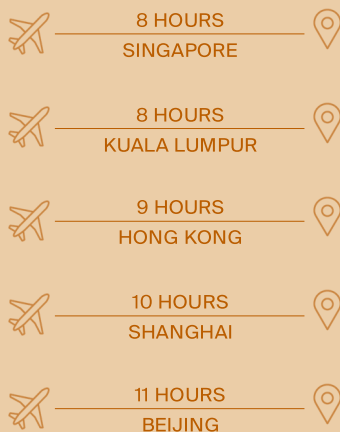 8 HOURS
SINGAPORE
8 HOURS
KUALA LUMPUR
9 HOURS
HONG KONG
10 HOURS
SHANGHAI
11 HOURS
BEIJING